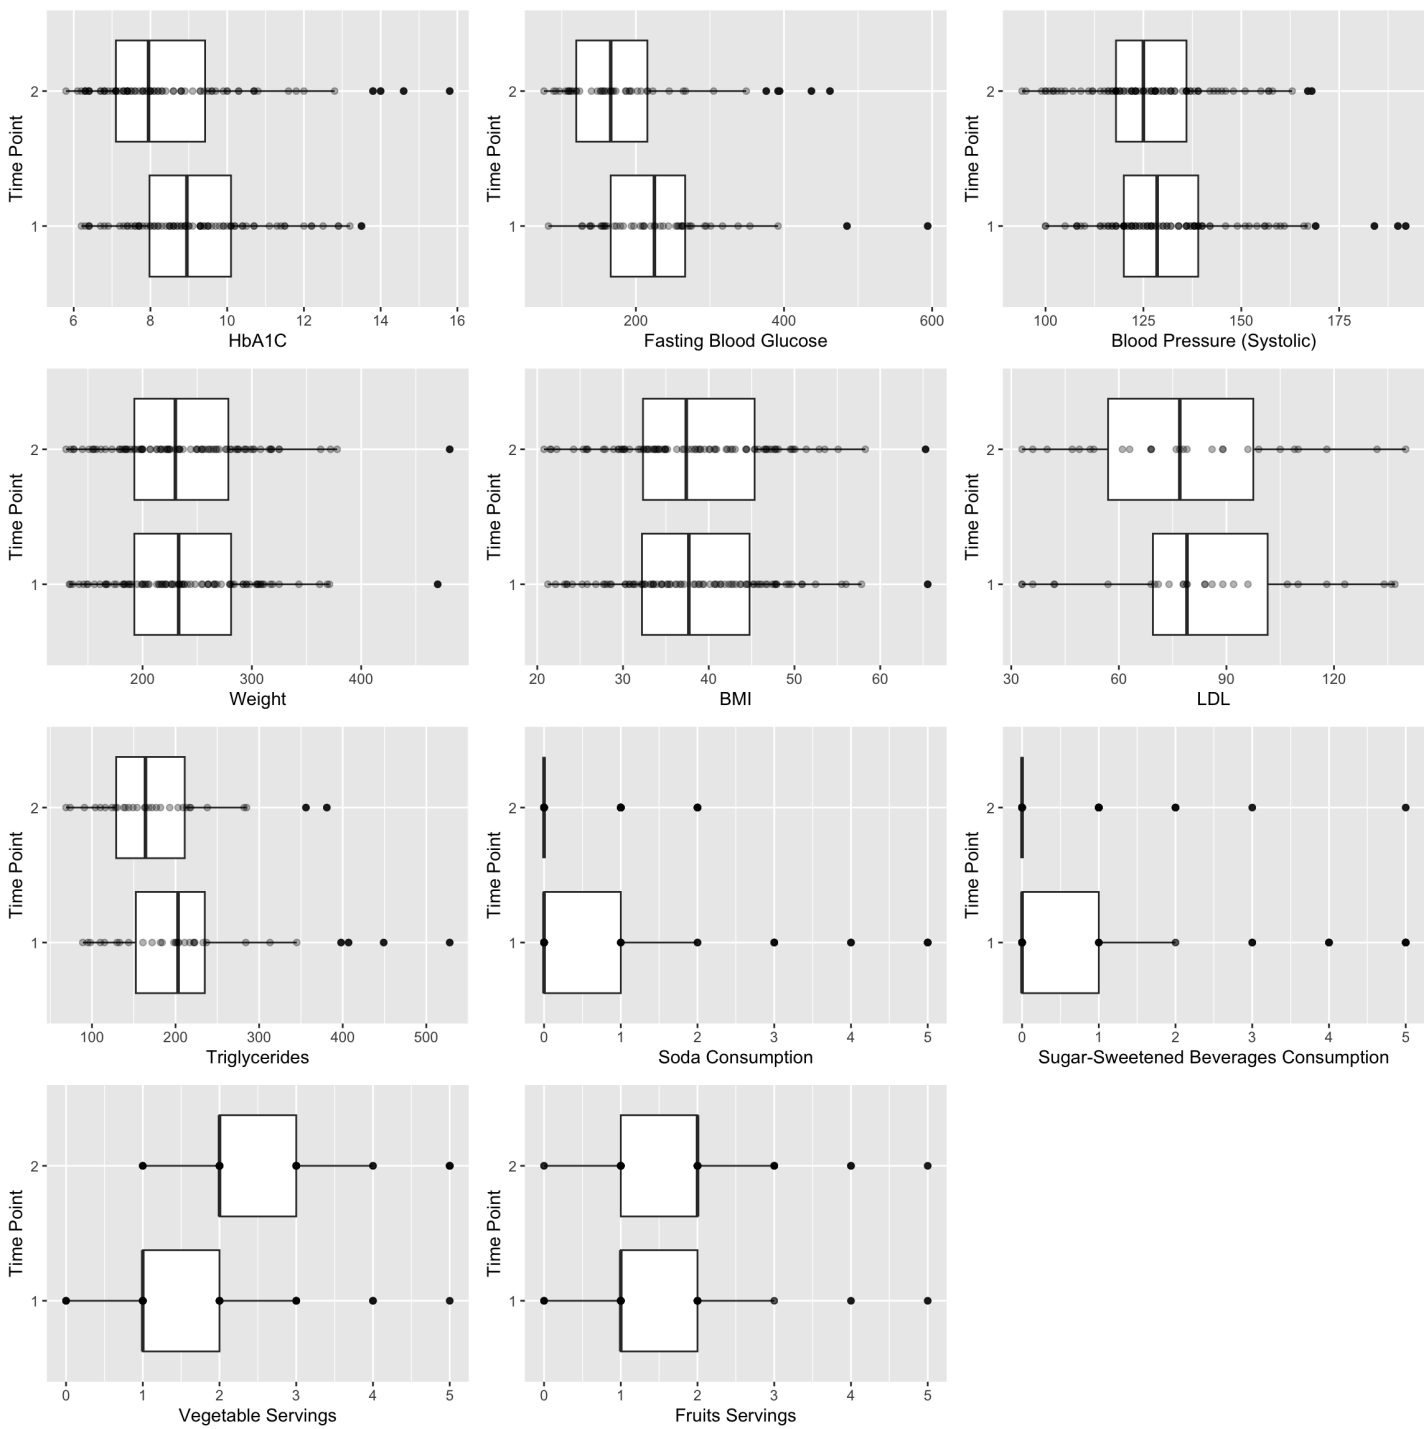 Time Point
2
1
6 8 10 12 14 16
HbA1C
Time Point
2
1
200 400 600
Fasting Blood Glucose
Time Point
2
1
100 125 150 175
Blood Pressure (Systolic)
Time Point
2
1
200 300 400
Weight
Time Point
2
1
20 30 40 50 60
BMI
Time Point
2
1
30 60 90 120
LDL
Time Point
2
1
100 200 300 400 500
Triglycerides
Time Point
2
1
0 1 2 3 4 5
Soda Consumption
Time Point
2
1
0 1 2 3 4 5
Sugar-Sweetened Beverages Consumption
Time Point
2
1
0 1 2 3 4 5
Vegetable Servings
Time Point
2
1
0 1 2 3 4 5
Fruits Servings